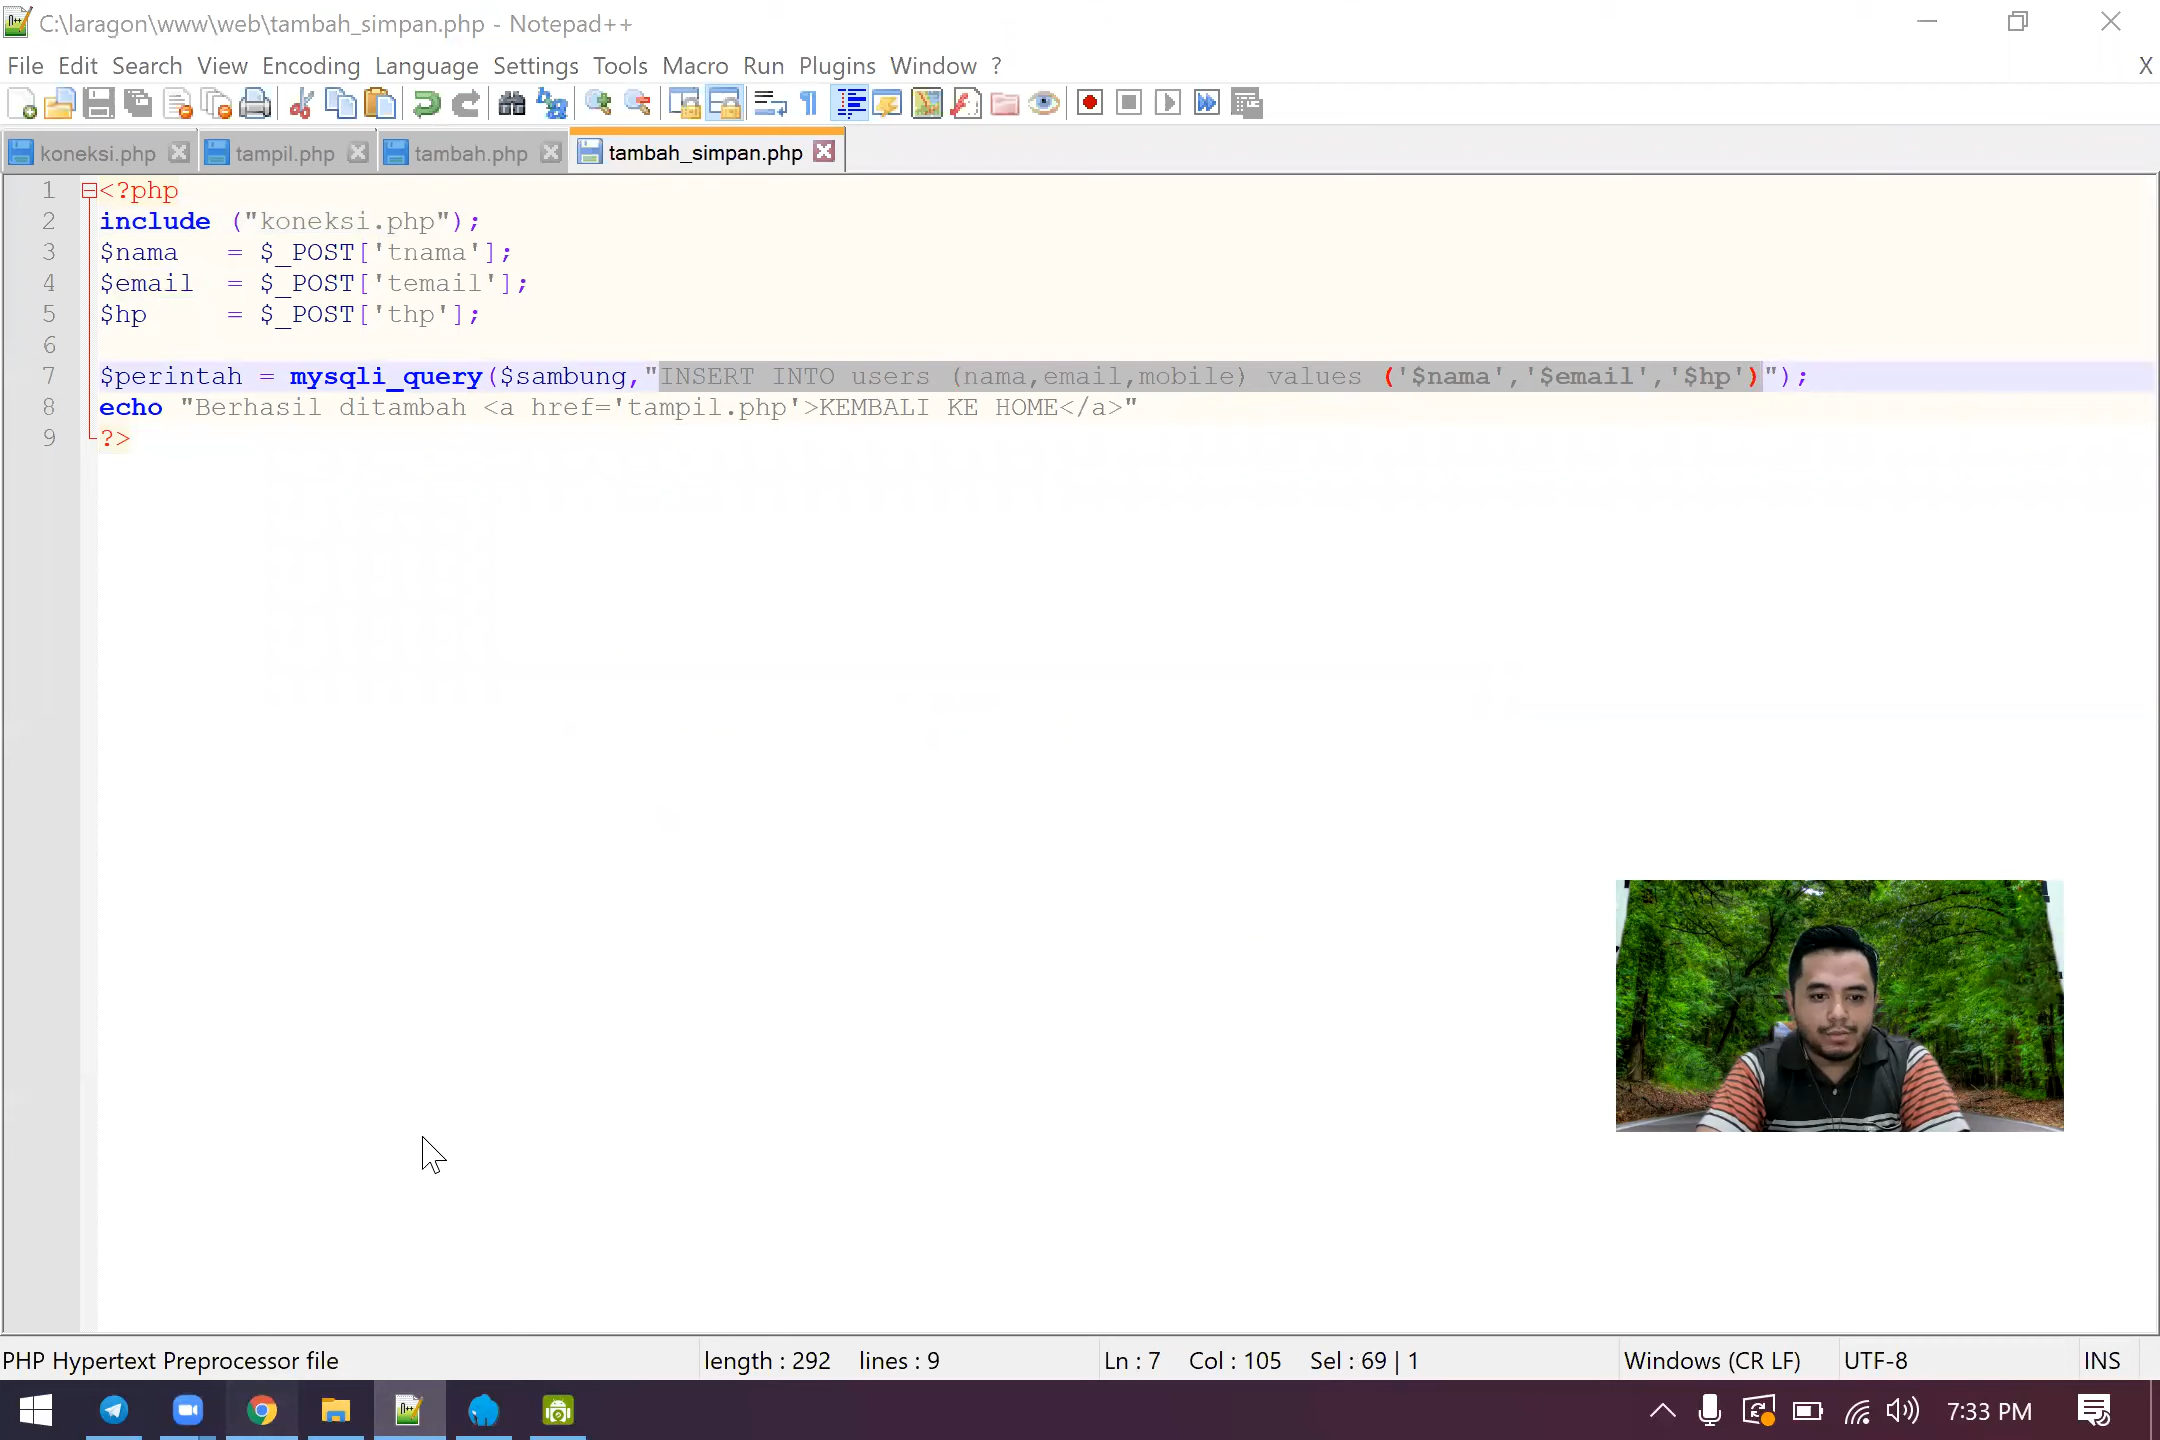 C:\laragon\www\web\tambah_simpan.php - Notepad++
File Edit Search View Encoding Language Settings Tools Macro Run Plugins Window ? X
koneksi.php tampil.php tambah.php tambah_simpan.php
1 <?php
2 include ("koneksi.php");
3 $nama = $_POST['tnama'];
4 $email = $_POST['temail'];
5 $hp = $_POST['thp'];
6
7 $perintah = mysqli_query($sambung,"INSERT INTO users (nama,email,mobile) values ('$nama','$email','$hp')");
8 echo "Berhasil ditambah <a href='tampil.php'>KEMBALI KE HOME</a>"
9 ?>
PHP Hypertext Preprocessor file length : 292 lines : 9 Ln : 7 Col : 105 Sel : 69 | 1 Windows (CR LF) UTF-8 INS
7:33 PM